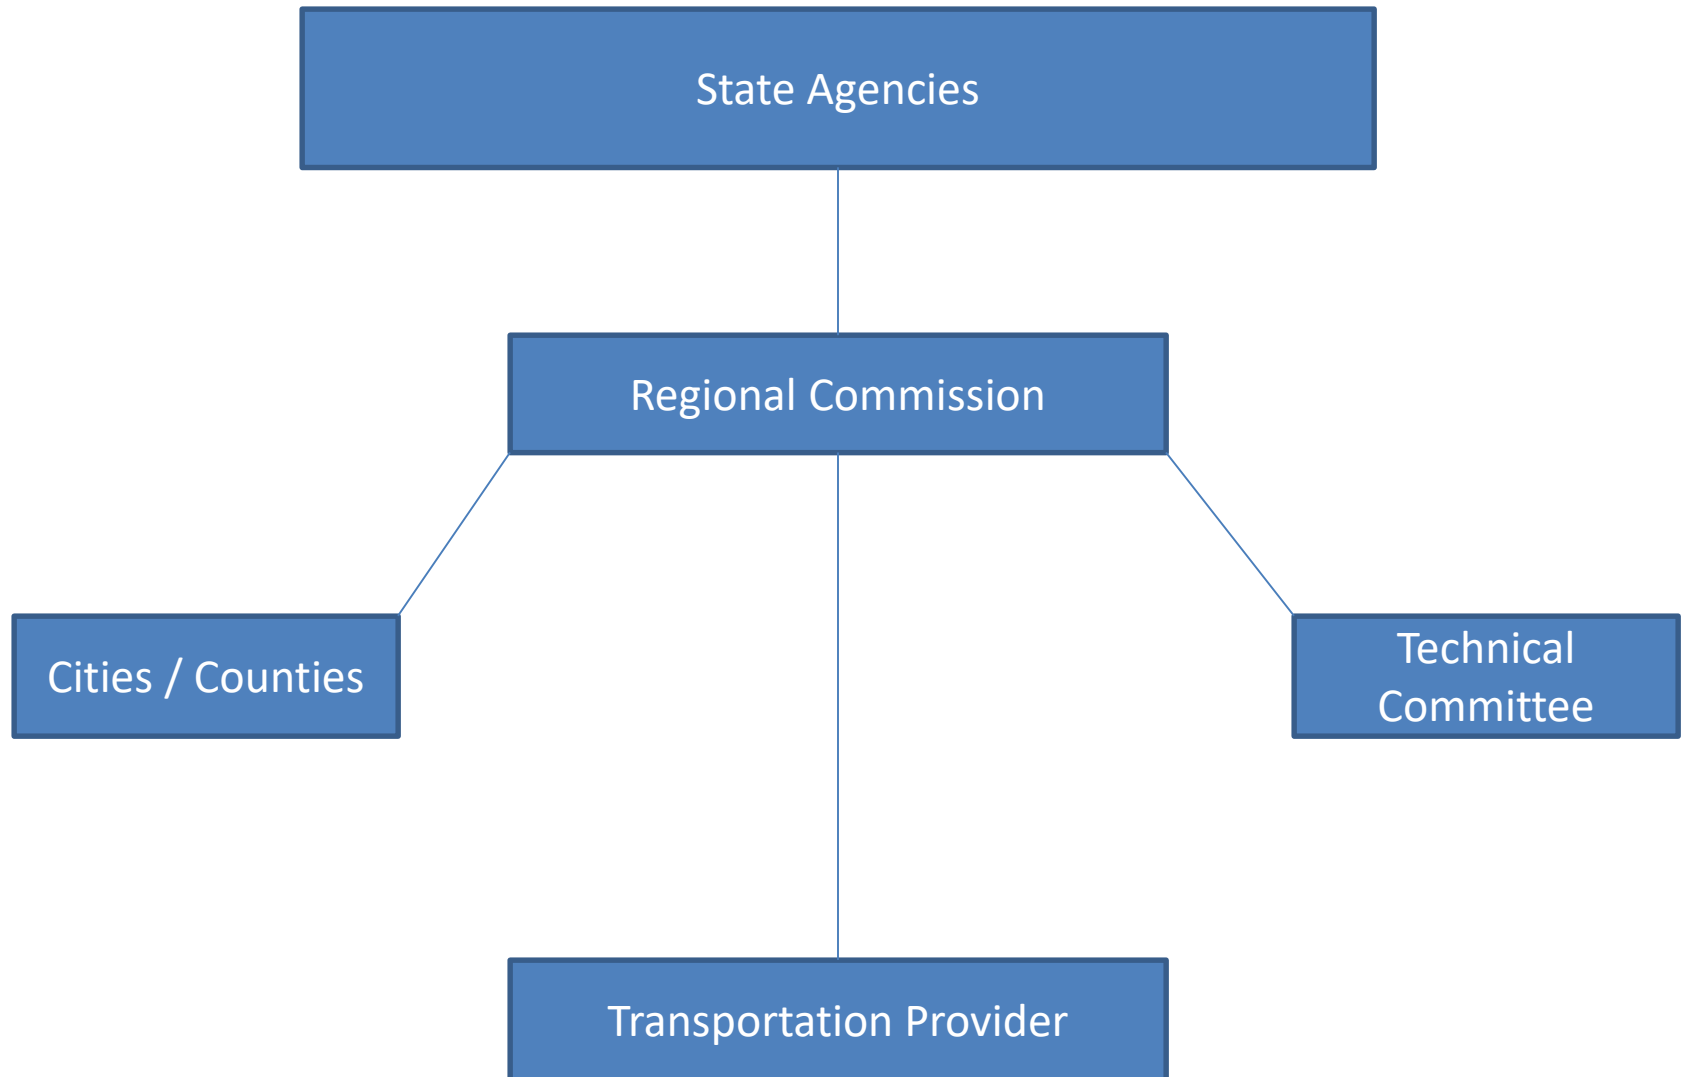 State Agencies
Regional Commission
Cities / Counties
Technical
Committee
Transportation Provider